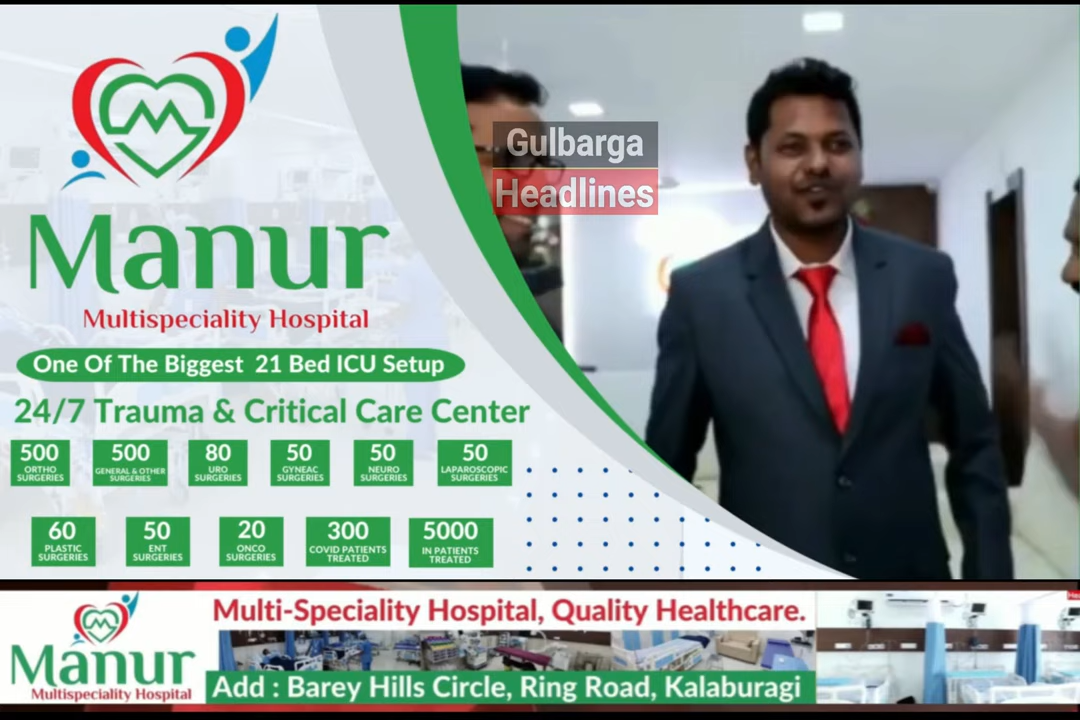 Gulbarga
Headlines
Manur
Multispeciality Hospital
One Of The Biggest 21 Bed ICU Setup
24/7 Trauma & Critical Care Center
500
ORTHO
SURGERIES
500
GENERAL & OTHER
SURGERIES
80
URO
SURGERIES
50
GYNEAC
SURGERIES
50
NEURO
SURGERIES
50
LAPAROSCOPIC
SURGERIES
60
PLASTIC
SURGERIES
50
ENT
SURGERIES
20
ONCO
SURGERIES
300
COVID PATIENTS
TREATED
5000
IN PATIENTS
TREATED
Manur
Multispeciality Hospital
Multi-Speciality Hospital, Quality Healthcare.
Add : Barey Hills Circle, Ring Road, Kalaburagi